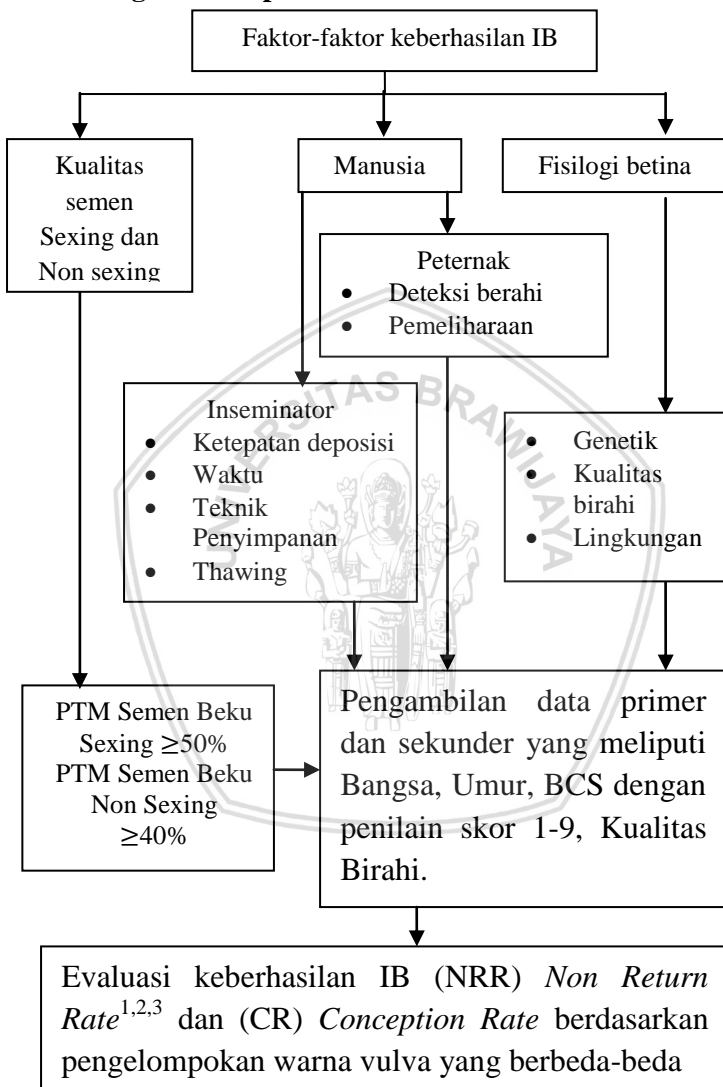 Faktor-faktor keberhasilan IB
Kualitas
semen
Sexing dan
Non sexing
Manusia
Fisilogi betina
Peternak
• Deteksi berahi
• Pemeliharaan
Inseminator
• Ketepatan deposisi
• Waktu
• Teknik
Penyimpanan
• Thawing
• Genetik
• Kualitas
birahi
• Lingkungan
UNIVERSITAS BRAWIJAYA
PTM Semen Beku
Sexing ≥50%
PTM Semen Beku
Non Sexing
≥40%
Pengambilan data primer
dan sekunder yang meliputi
Bangsa, Umur, BCS dengan
penilain skor 1-9, Kualitas
Birahi.
Evaluasi keberhasilan IB (NRR) Non Return
Rate1,2,3 dan (CR) Conception Rate berdasarkan
pengelompokan warna vulva yang berbeda-beda